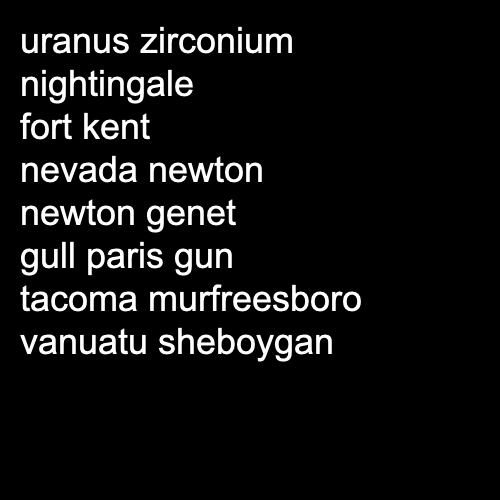 uranus zirconium
nightingale
fort kent
nevada newton
newton genet
gull paris gun
tacoma murfreesboro
vanuatu sheboygan